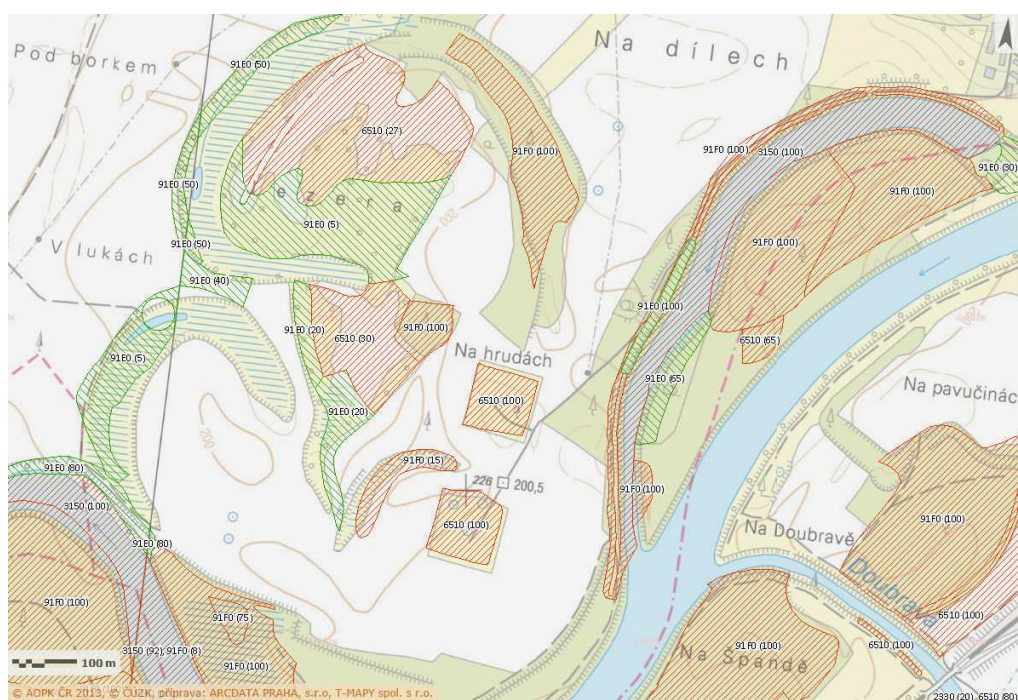 Na dílech
Pod borkem
91E0 (50)
6510 (27)
91F0 (100)
91F0 (100)
3150 (100)
91E0 (30)
91E0 (50)
91F0 (100)
ezera
200
91E0 (5)
91E0 (50)
91F0 (100)
V lukách
91E0 (40)
91E0 (100)
91E0 (20)
91F0 (100)
6510 (30)
6510 (65)
Na hrudách
91E0 (5)
91E0 (65)
Na pavučinác
6510 (100)
91E0 (20)
200
91F0 (15)
91E0 (80)
226
200,5
91F0 (100)
3150 (100)
91F0 (100)
6510 (100)
Na Doubravě
91E0 (80)
Doubrava
91F0 (100)
91F0 (75)
6510 (100)
6510 (100)
91F0 (100)
3150 (92), 91F0 (8)
Na Špandě
91F0 (100)
100 m
© AOPK ČR 2013, © ČÚZK, příprava: ARCDATA PRAHA, s.r.o, T-MAPY spol. s r.o.
2330 (20), 6510 (80)